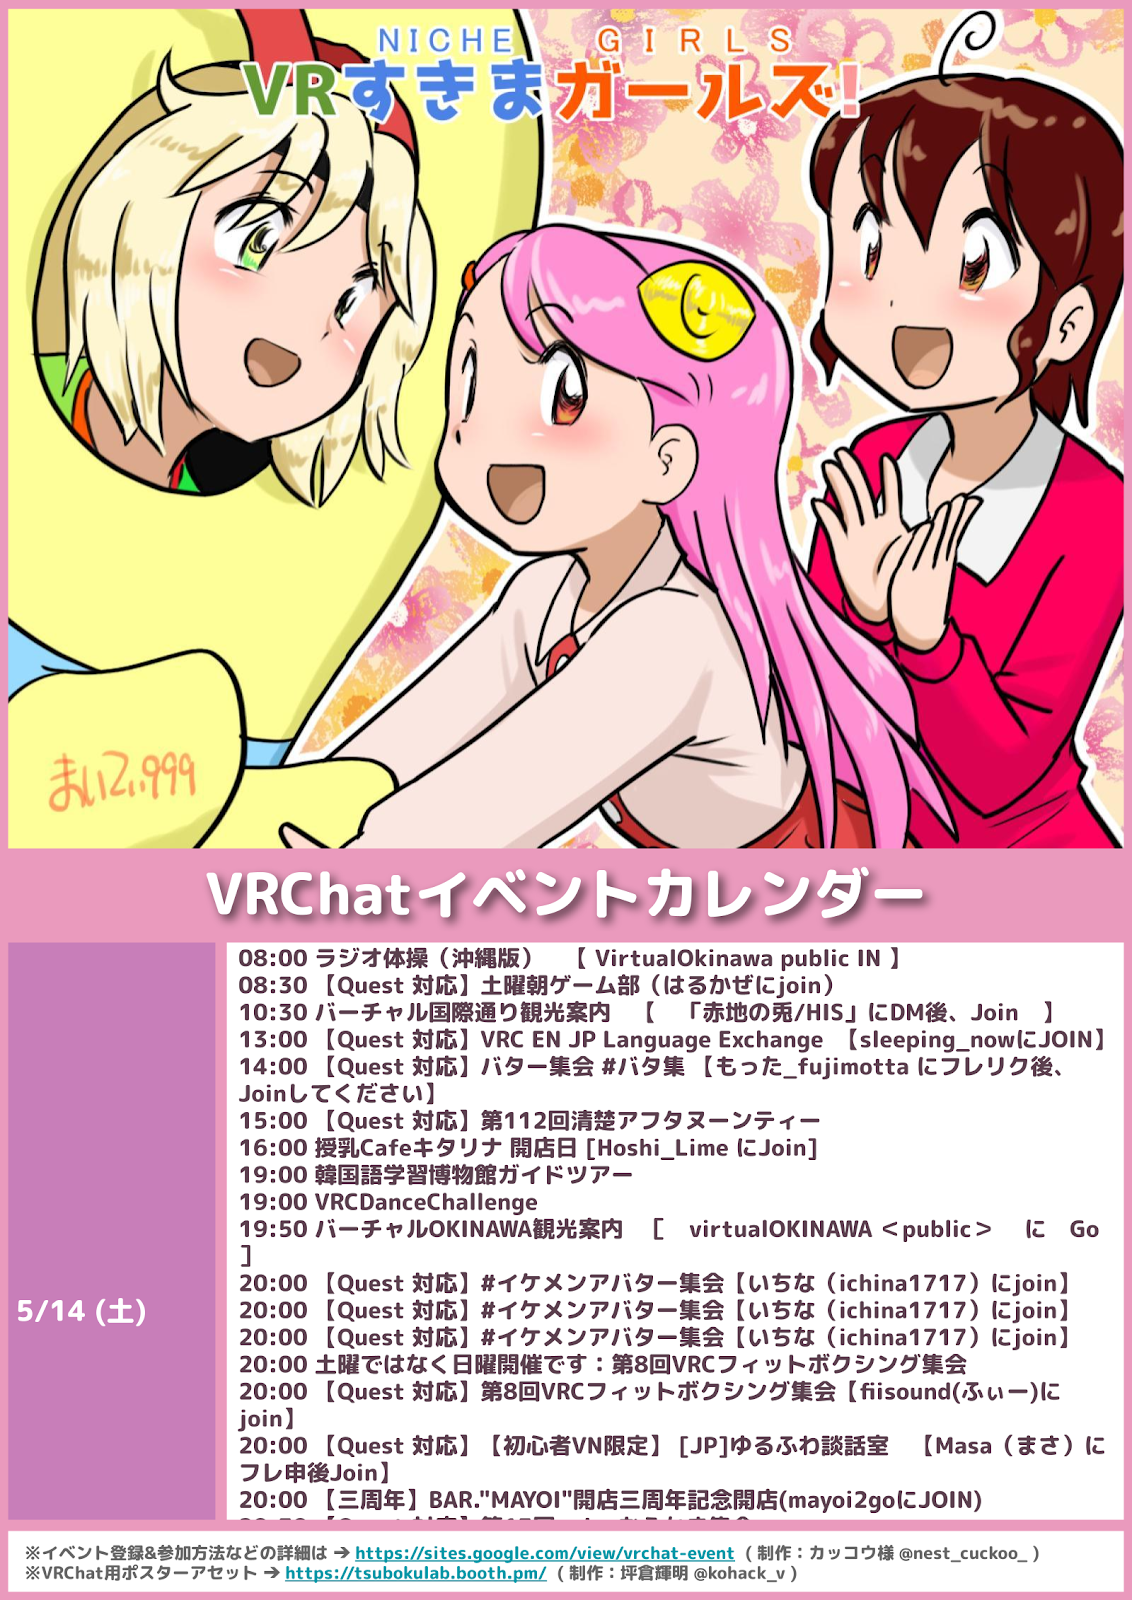 NICHE GIRLS
VRすきまガールズ!
まいてぃ999
VRChatイベントカレンダー
5/14 (土)
08:00 ラジオ体操（沖縄版）　【 VirtualOkinawa public IN 】
08:30 【Quest 対応】土曜朝ゲーム部（はるかぜにjoin）
10:30 バーチャル国際通り観光案内　【　「赤地の兎/HIS」にDM後、Join　】
13:00 【Quest 対応】VRC EN JP Language Exchange 【sleeping_nowにJOIN】
14:00 【Quest 対応】バター集会 #バタ集 【もった_fujimotta にフレリク後、
Joinしてください】
15:00 【Quest 対応】第112回清楚アフタヌーンティー
16:00 授乳Cafeキタリナ 開店日 [Hoshi_Lime にJoin]
19:00 韓国語学習博物館ガイドツアー
19:00 VRCDanceChallenge
19:50 バーチャルOKINAWA観光案内　［　virtualOKINAWA ＜public＞　に　Go
］
20:00 【Quest 対応】#イケメンアバター集会【いちな（ichina1717）にjoin】
20:00 【Quest 対応】#イケメンアバター集会【いちな（ichina1717）にjoin】
20:00 【Quest 対応】#イケメンアバター集会【いちな（ichina1717）にjoin】
20:00 土曜ではなく日曜開催です：第8回VRCフィットボクシング集会
20:00 【Quest 対応】第8回VRCフィットボクシング集会【fiisound(ふぃー)に
join】
20:00 【Quest 対応】【初心者VN限定】 [JP]ゆるふわ談話室　【Masa（まさ）に
フレ申後Join】
20:00 【三周年】BAR."MAYOI"開店三周年記念開店(mayoi2goにJOIN)
※イベント登録&参加方法などの詳細は ➔ https://sites.google.com/view/vrchat-event ( 制作：カッコウ様 @nest_cuckoo_ )
※VRChat用ポスターアセット ➔ https://tsubokulab.booth.pm/ ( 制作：坪倉輝明 @kohack_v )